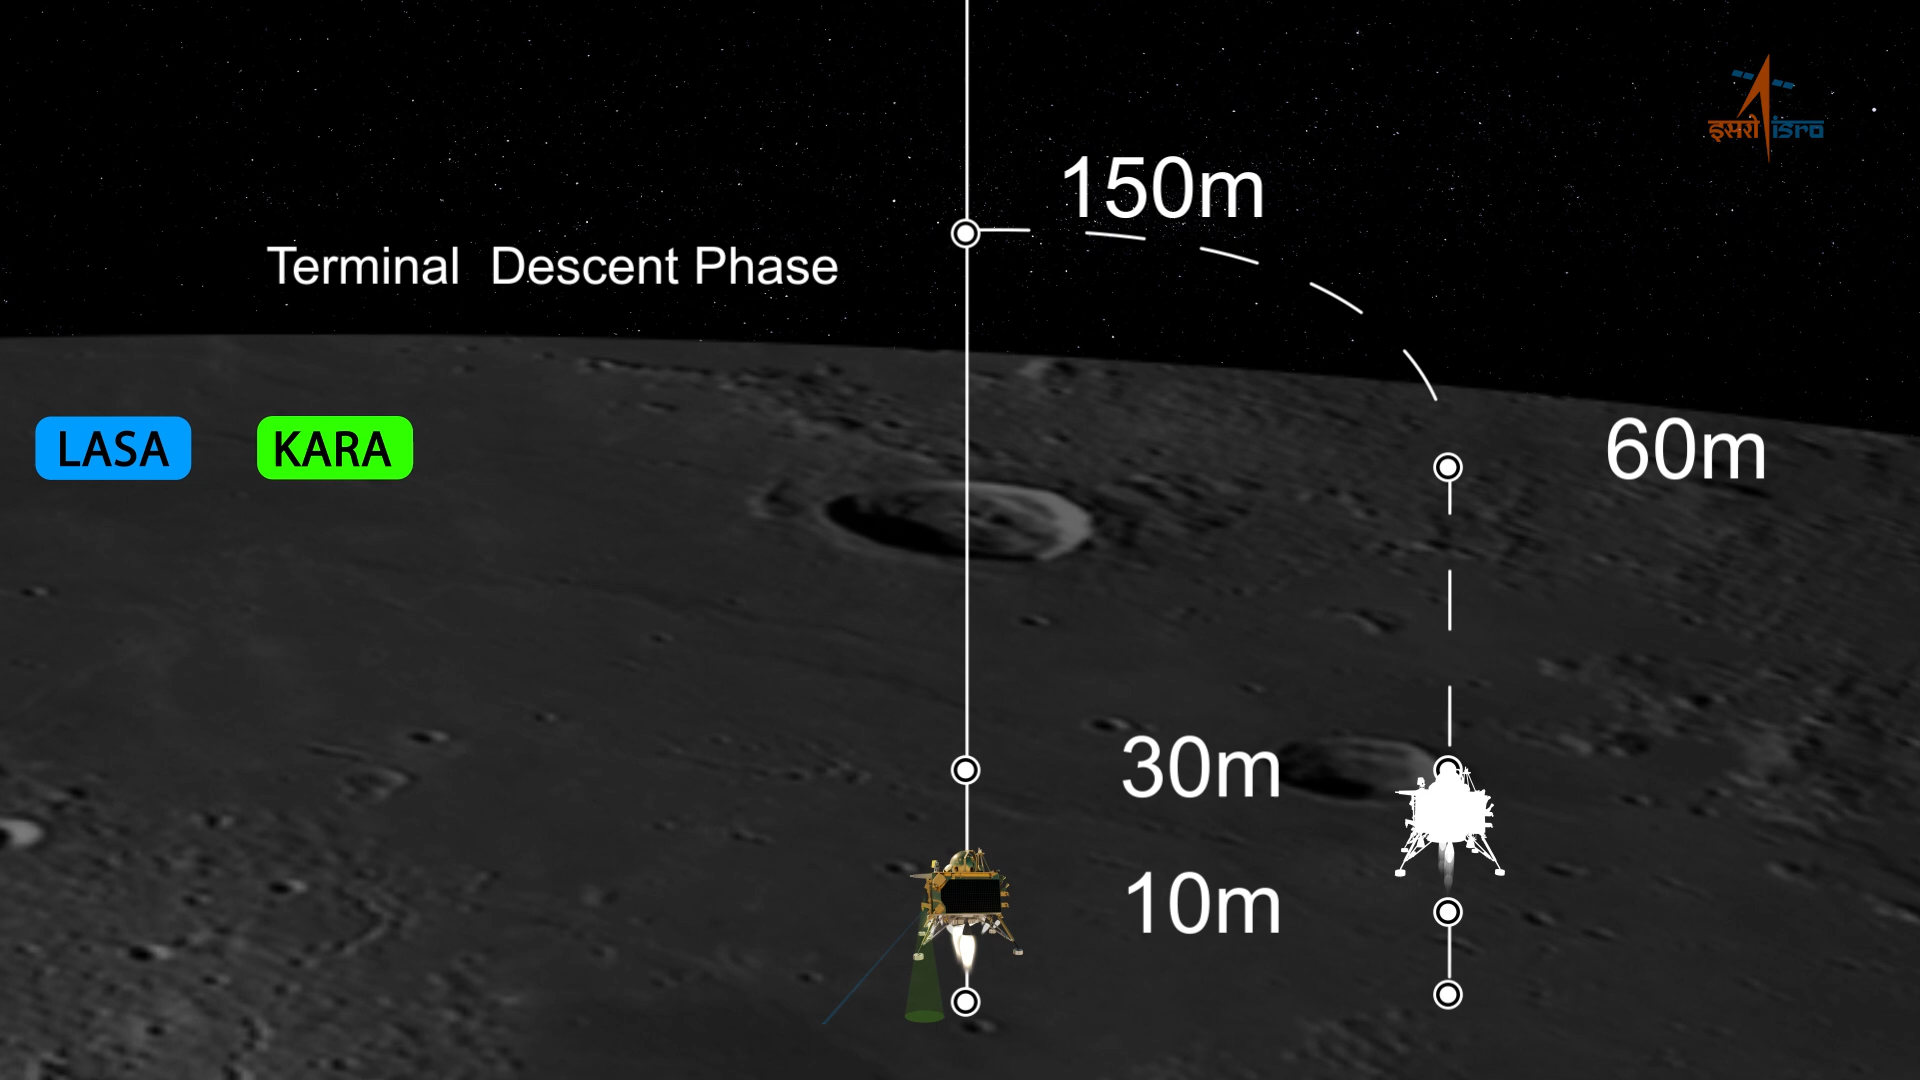 इसरो isro
150m
Terminal Descent Phase
60m
LASA KARA
30m
10m